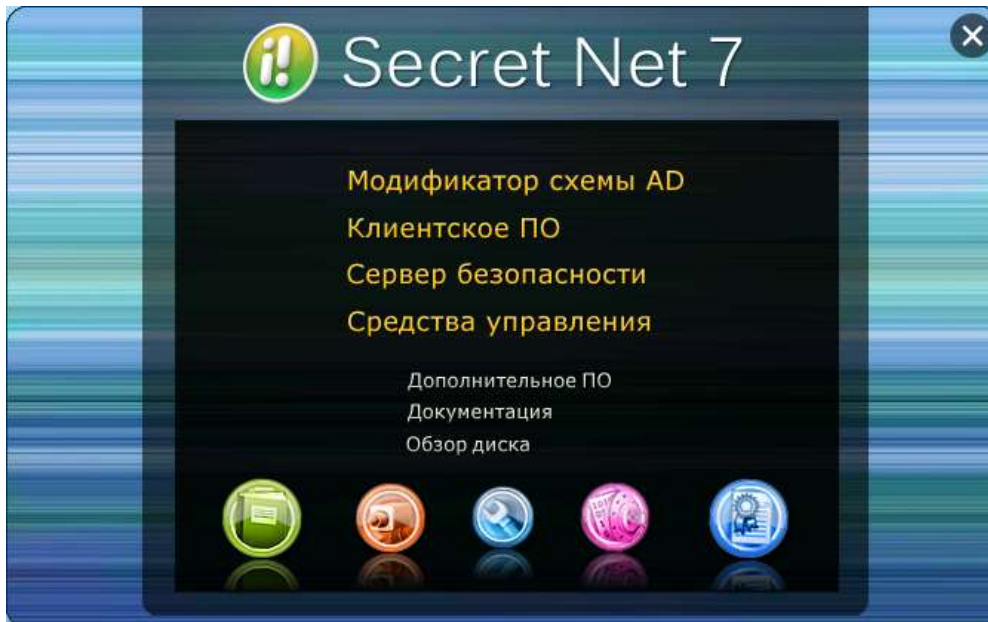 i! Secret Net 7
Модификатор схемы AD
Клиентское ПО
Сервер безопасности
Средства управления
Дополнительное ПО
Документация
Обзор диска